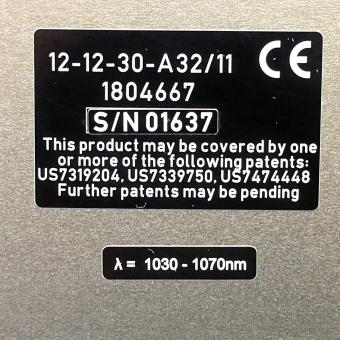 12-12-30-A32/11 CE
1804667
S/N 01637
This product may be covered by one
or more of the following patents:
US7319204, US7339750, US7474448
Further patents may be pending
λ = 1030 - 1070nm